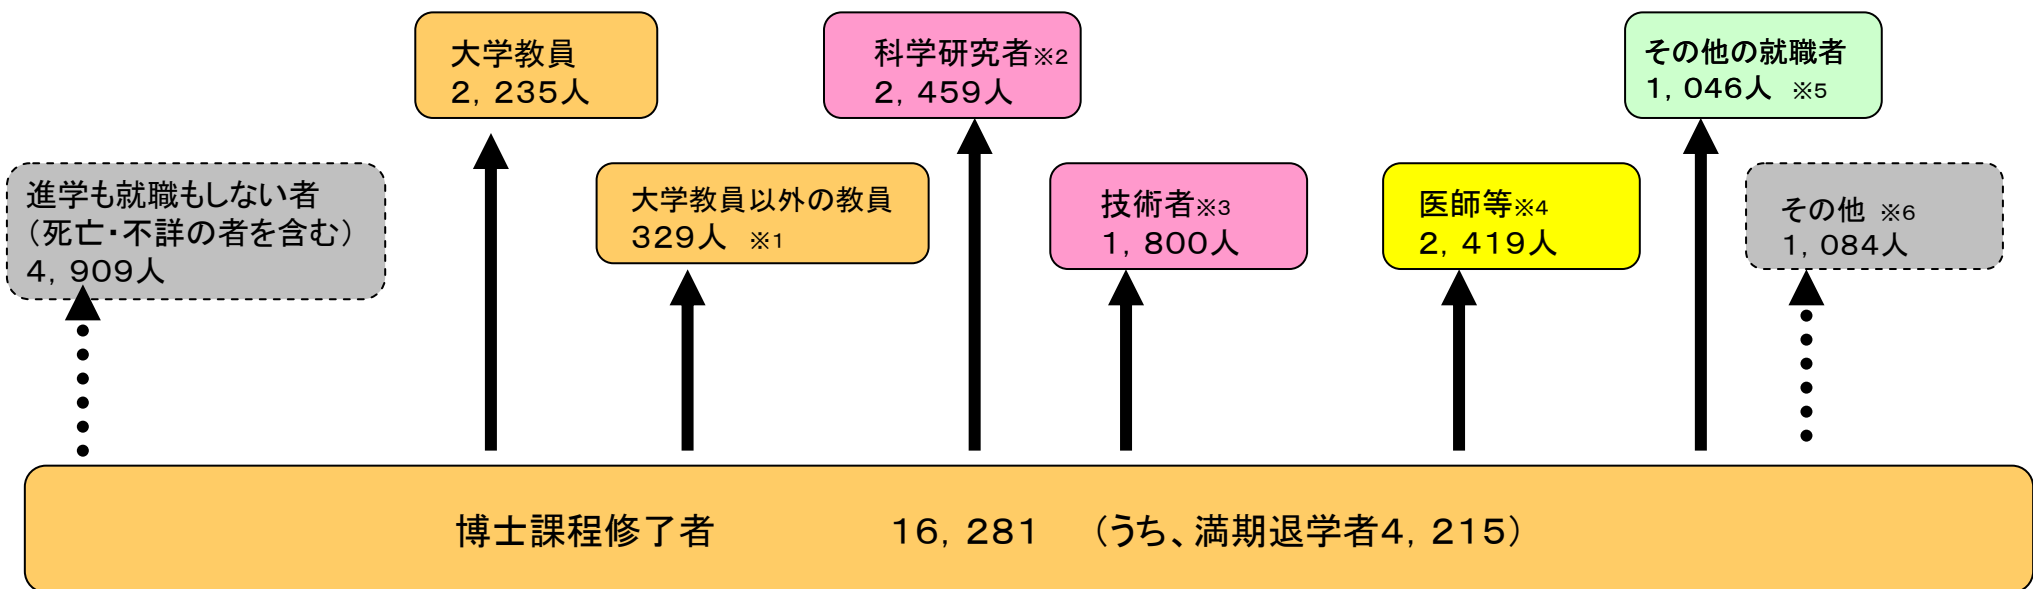 大学教員
2，235人
科学研究者※2
2，459人
その他の就職者
1，046人 ※5
進学も就職もしない者
（死亡・不詳の者を含む）
4，909人
大学教員以外の教員
329人 ※1
技術者※3
1，800人
医師等※4
2，419人
その他 ※6
1，084人
博士課程修了者 16，281 （うち、満期退学者4，215）